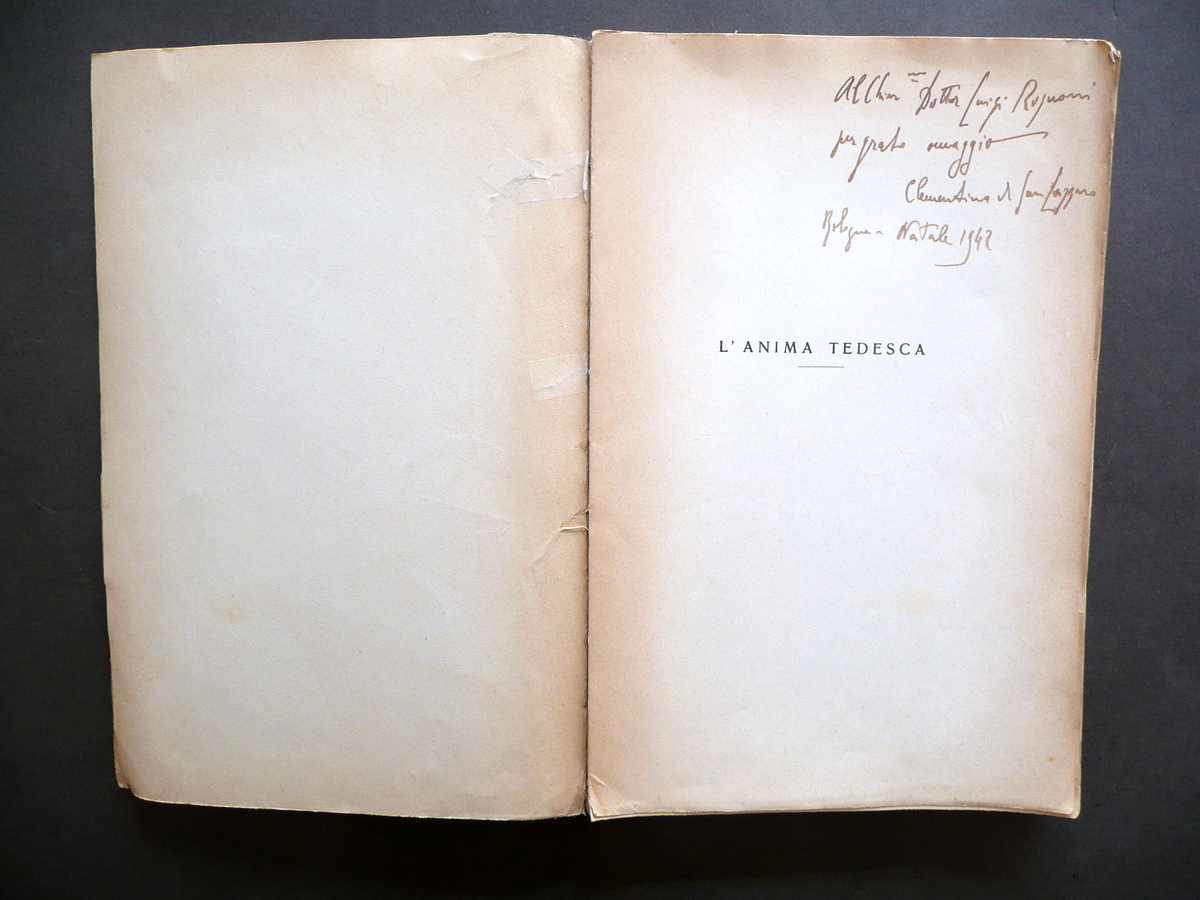 Al Chiar.mo Dottor Luigi Rognoni
per grato omaggio
Clementina di San Lazzaro
Bologna - Natale 1942
L'ANIMA TEDESCA